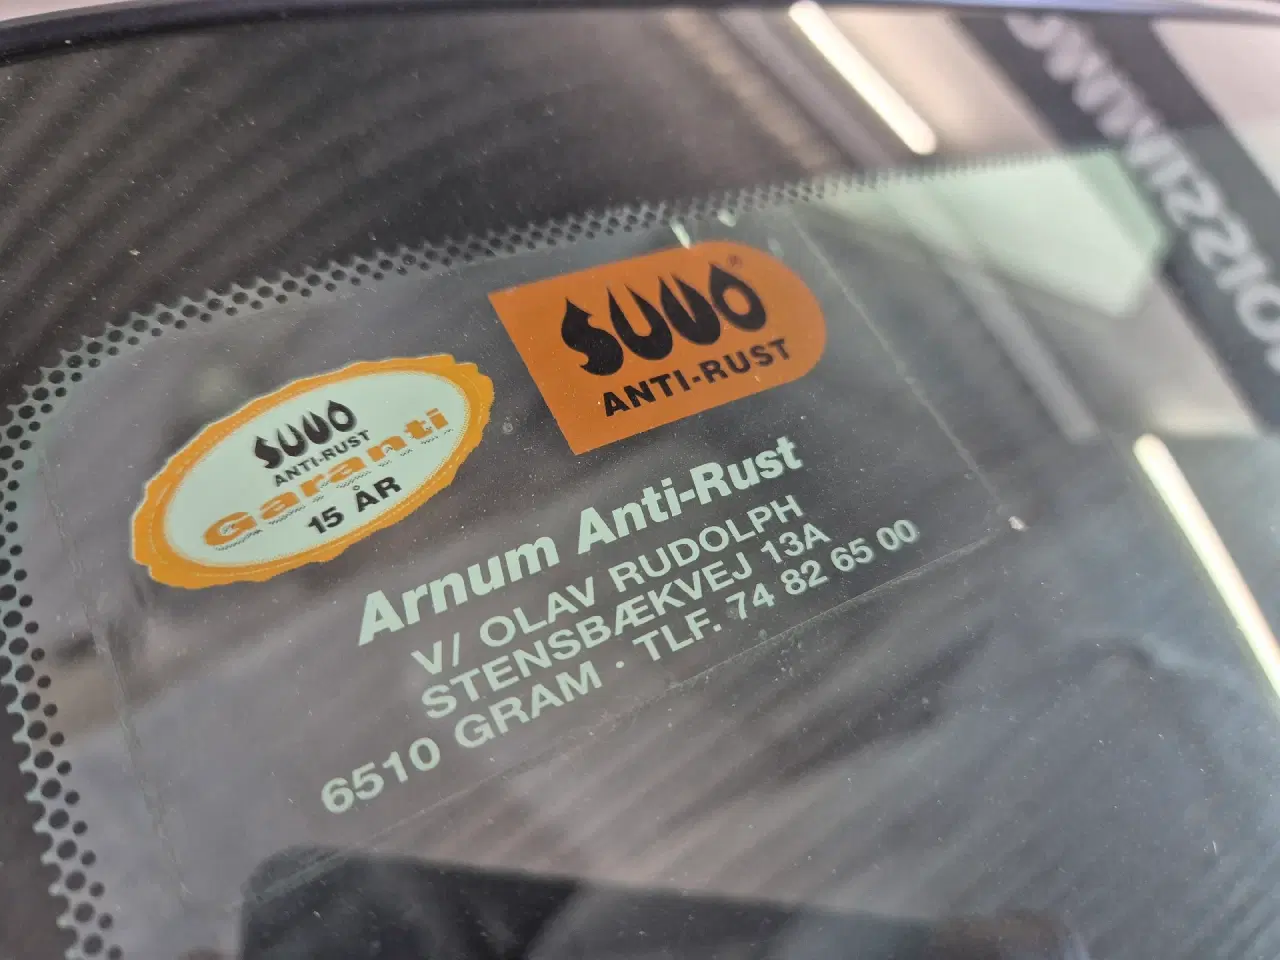 SUVO®
ANTI-RUST
SUVO
ANTI-RUST
Garanti
15 ÅR
Arnum Anti-Rust
V/ OLAV RUDOLPH
STENSBÆKVEJ 13A
6510 GRAM · TLF. 74 82 65 00